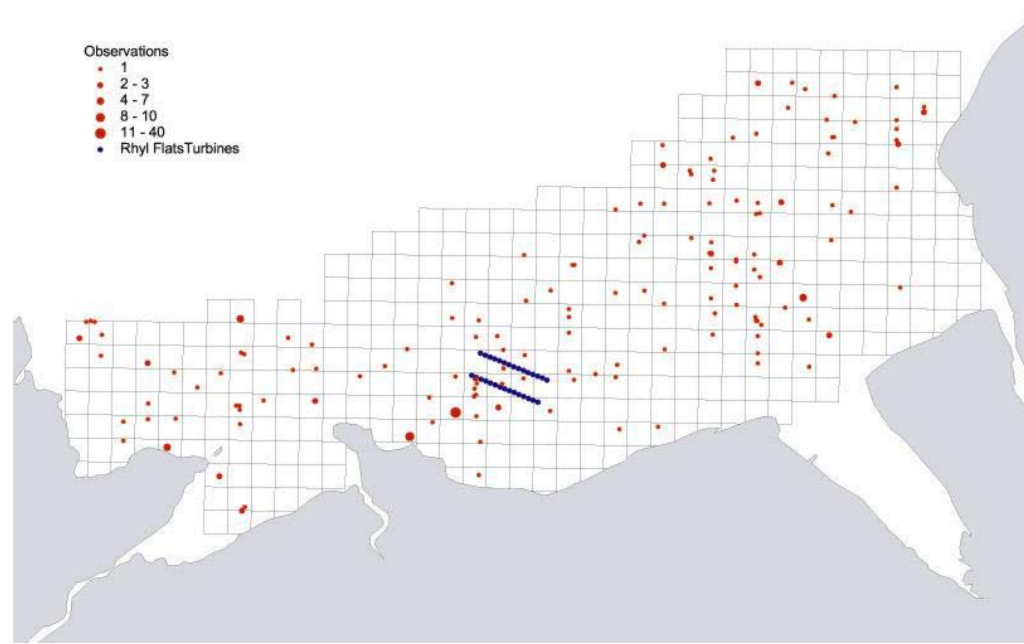 Observations
1
2 - 3
4 - 7
8 - 10
11 - 40
Rhyl FlatsTurbines